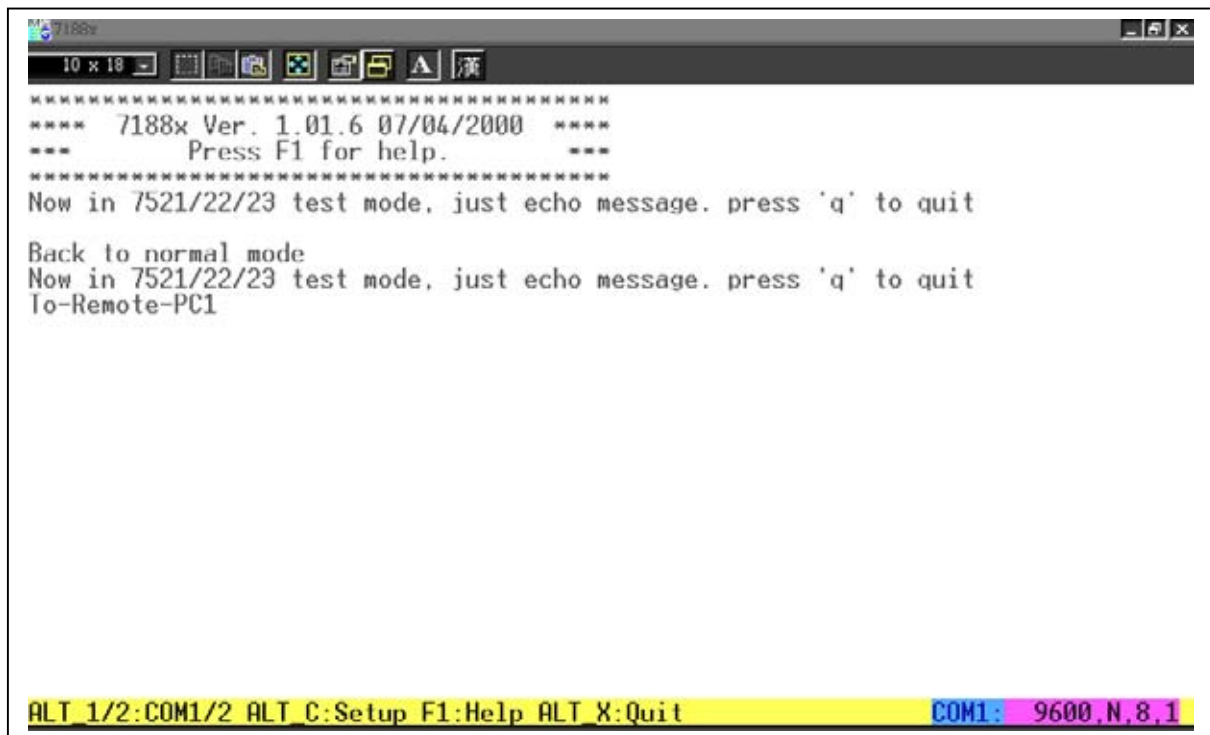 7188x
10 x 18 A 漢
****************************************
**** 7188x Ver. 1.01.6 07/04/2000 ****
*** Press F1 for help. ***
****************************************
Now in 7521/22/23 test mode, just echo message. press 'q' to quit
Back to normal mode
Now in 7521/22/23 test mode, just echo message. press 'q' to quit
To-Remote-PC1
ALT_1/2:COM1/2 ALT_C:Setup F1:Help ALT_X:Quit COM1: 9600,N,8,1